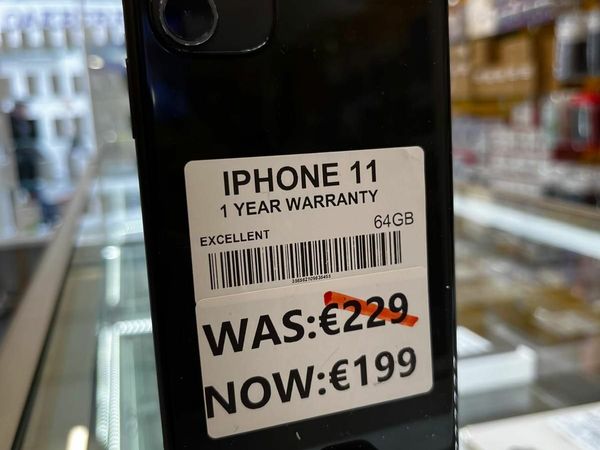 IPHONE 11
1 YEAR WARRANTY
64GB
EXCELLENT
WAS:€229
NOW:€199